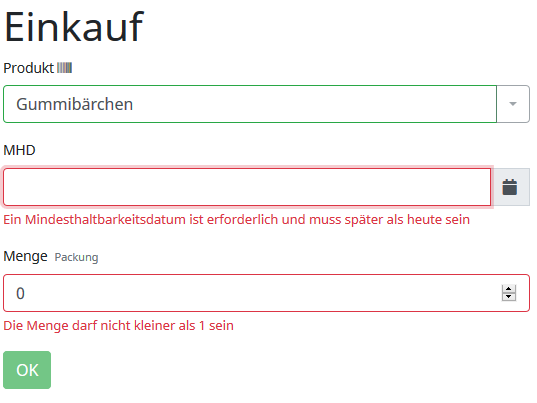 Einkauf
Produkt
Gummibärchen
MHD
Ein Mindesthaltbarkeitsdatum ist erforderlich und muss später als heute sein
Menge Packung
0
Die Menge darf nicht kleiner als 1 sein
OK